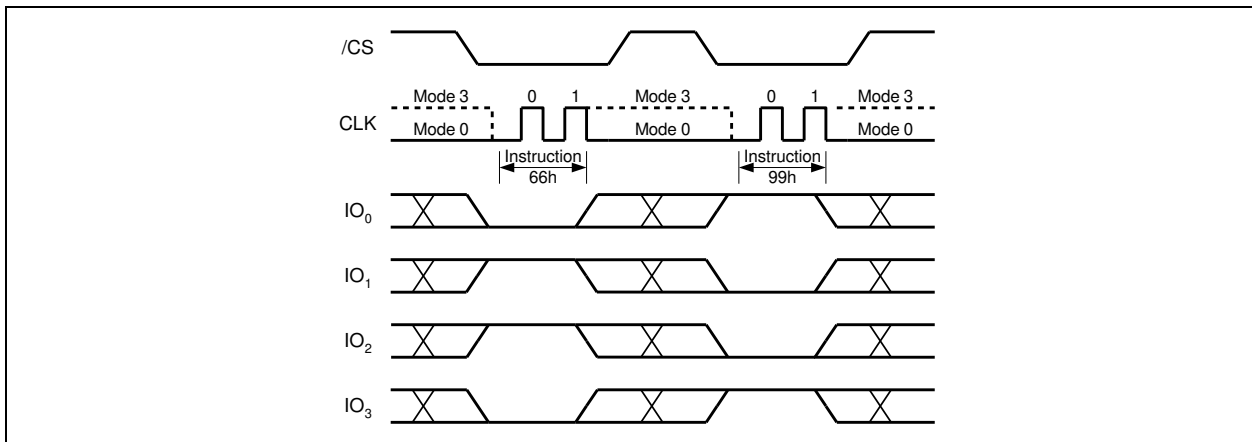 /CS
Mode 3 0 1 Mode 3 0 1 Mode 3
CLK
Mode 0 Mode 0 Mode 0
Instruction Instruction
66h 99h
IO0
IO1
IO2
IO3